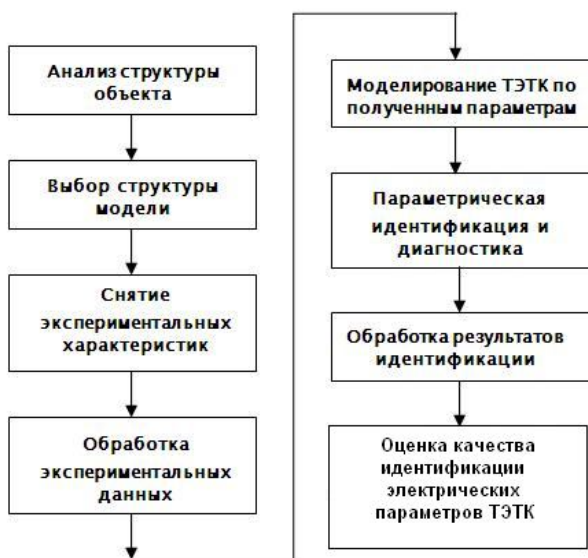 Анализ структуры
объекта
Выбор структуры
модели
Снятие
экспериментальных
характеристик
Обработка
экспериментальных
данных
Моделирование ТЭТК по
полученным параметрам
Параметрическая
идентификация и
диагностика
Обработка результатов
идентификации
Оценка качества
идентификации
электрических
параметров ТЭТК